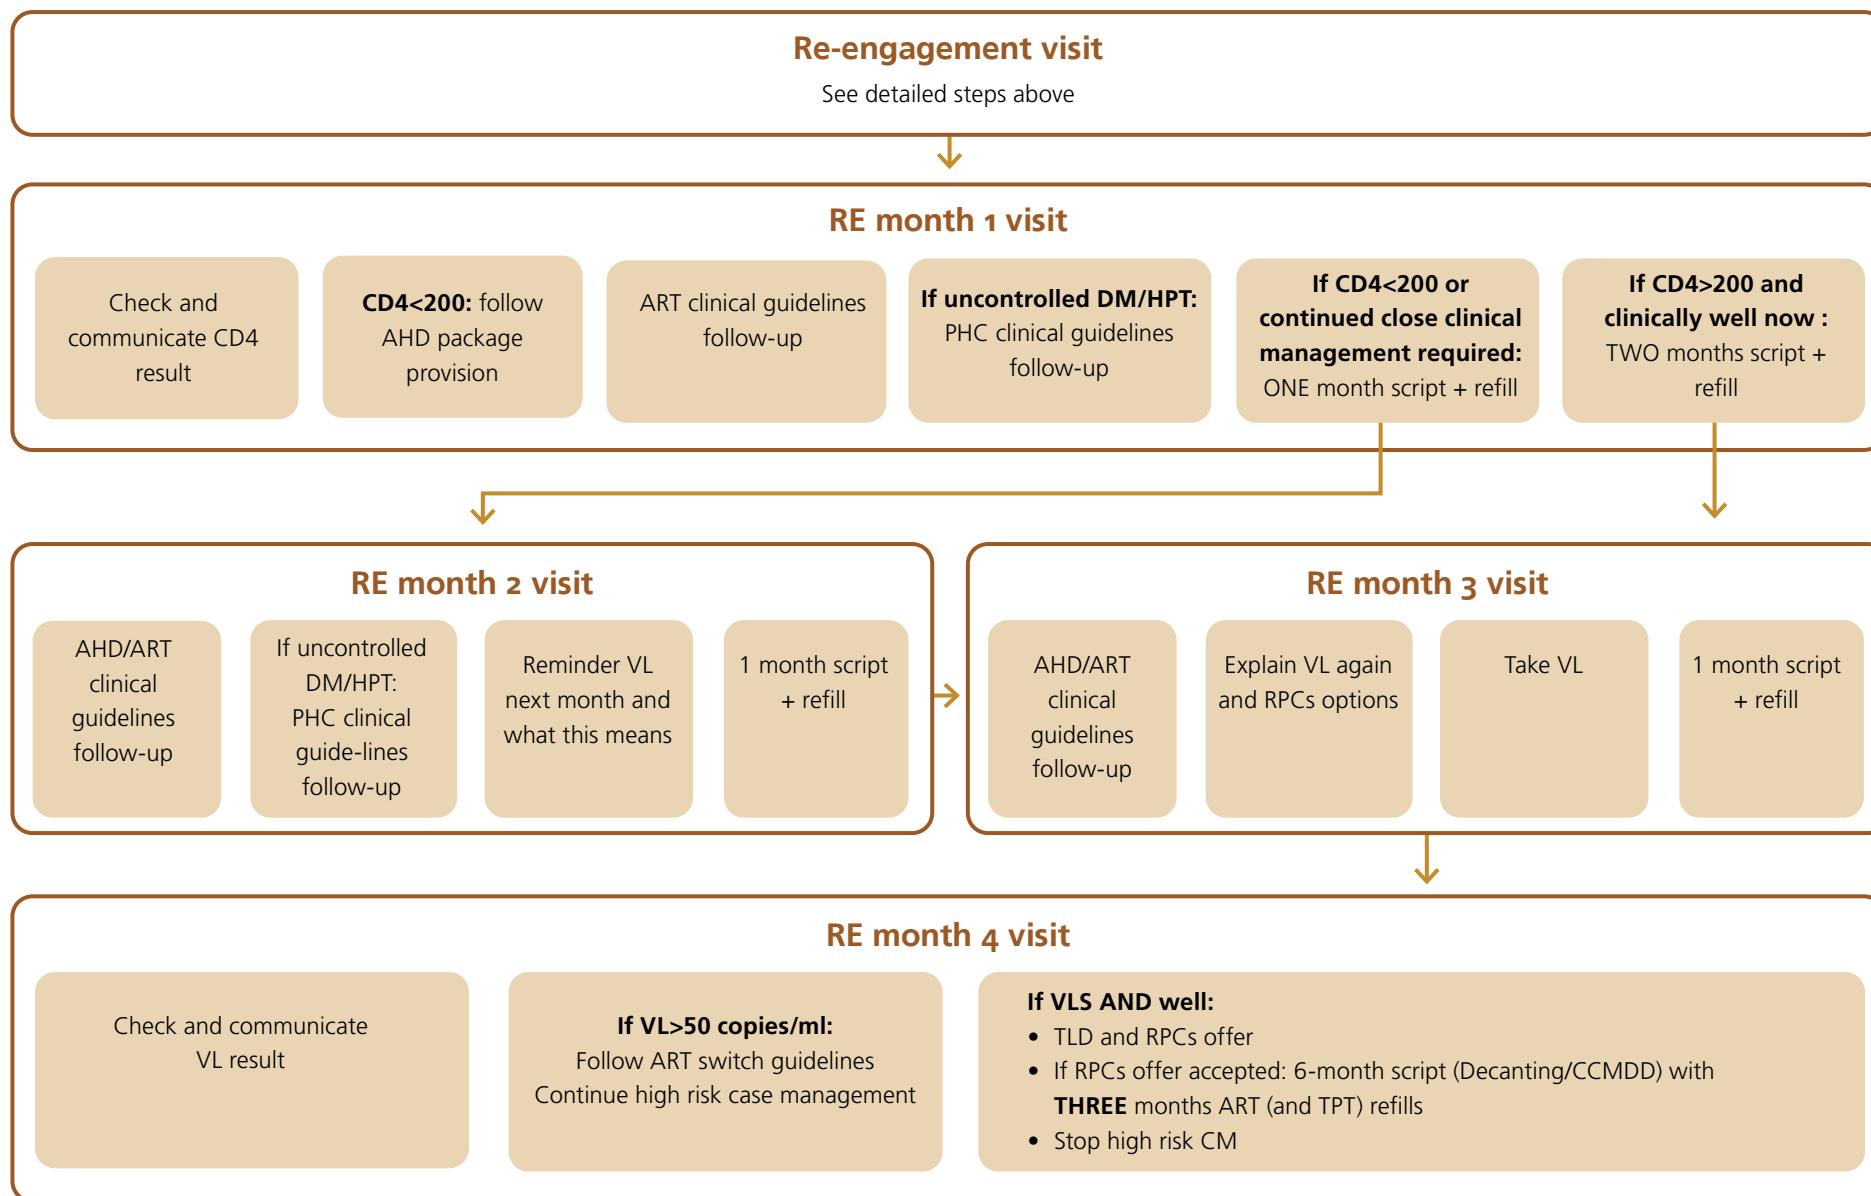 Re-engagement visit
See detailed steps above
RE month 1 visit
Check and
communicate CD4
result
CD4<200: follow
AHD package
provision
ART clinical guidelines
follow-up
If uncontrolled DM/HPT:
PHC clinical guidelines
follow-up
If CD4<200 or
continued close clinical
management required:
ONE month script + refill
If CD4>200 and
clinically well now :
TWO months script +
refill
RE month 2 visit
AHD/ART
clinical
guidelines
follow-up
If uncontrolled
DM/HPT:
PHC clinical
guide-lines
follow-up
Reminder VL
next month and
what this means
1 month script
+ refill
RE month 3 visit
AHD/ART
clinical
guidelines
follow-up
Explain VL again
and RPCs options
Take VL
1 month script
+ refill
RE month 4 visit
Check and communicate
VL result
If VL>50 copies/ml:
Follow ART switch guidelines
Continue high risk case management
If VLS AND well:
• TLD and RPCs offer
• If RPCs offer accepted: 6-month script (Decanting/CCMDD) with
THREE months ART (and TPT) refills
• Stop high risk CM